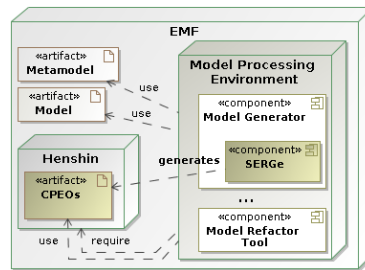 EMF
«artifact»
Metamodel
«artifact»
Model
use
use
Model Processing
Environment
«component»
Model Generator
«component»
SERGe
generates
...
«component»
Model Refactor
Tool
Henshin
«artifact»
CPEOs
use
require